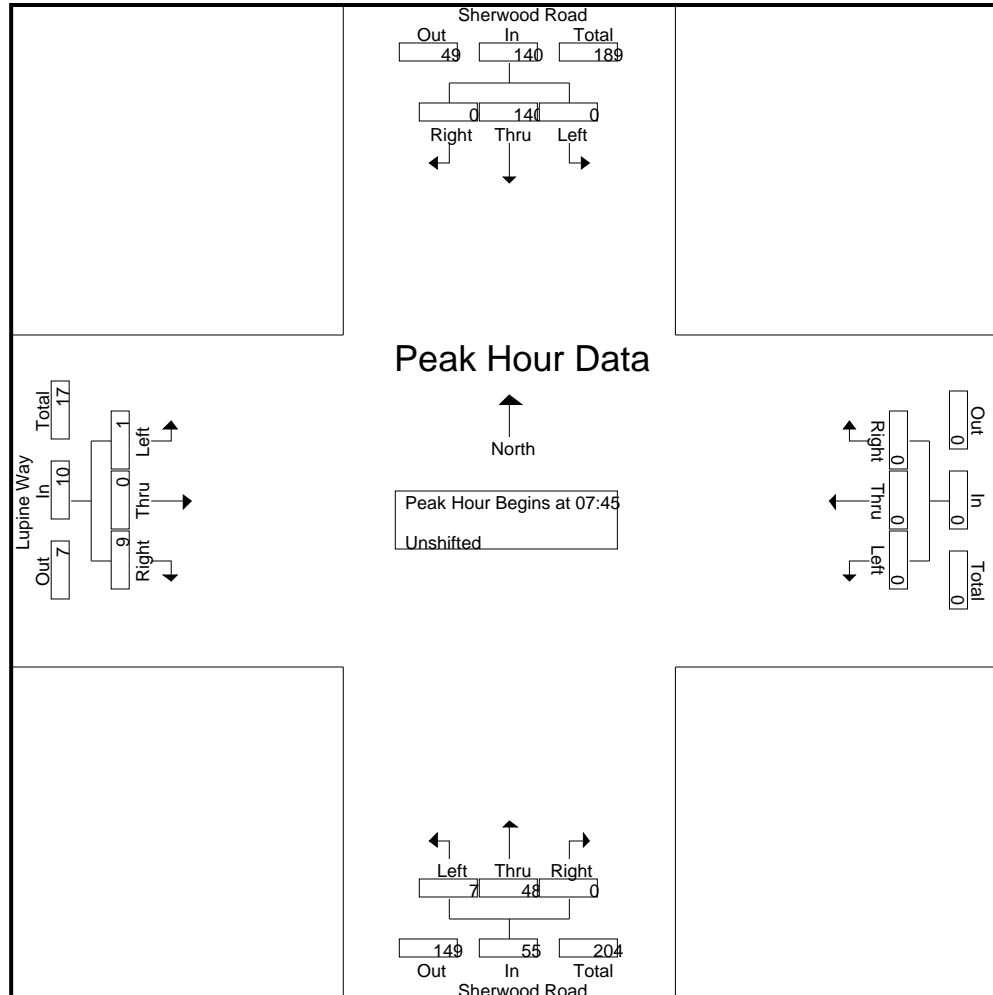 Sherwood Road
Out In Total
49 140 189
0 140 0
Right Thru Left
Peak Hour Data
North
Peak Hour Begins at 07:45
Unshifted
Lupine Way
Total In Out
17 10 7
1 0 9
Left Thru Right
Out In Total
0 0 0
0 0 0
Right Thru Left
Left Thru Right
7 48 0
149 55 204
Out In Total
Sherwood Road